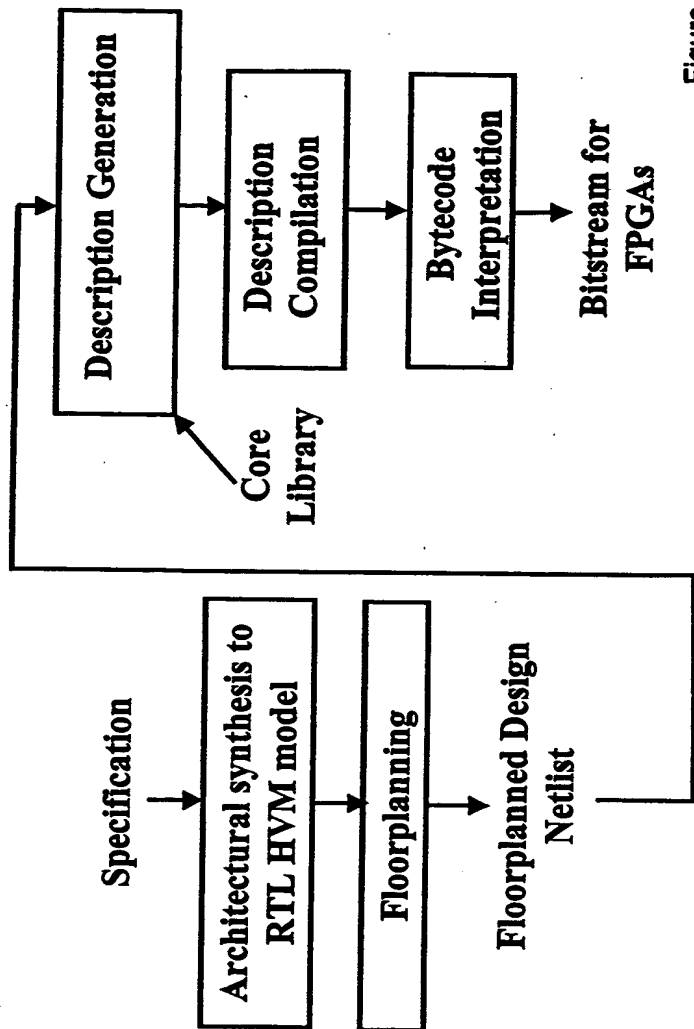 Specification
Architectural synthesis to
RTL HVM model
Floorplanning
Floorplanned Design
Netlist
Description Generation
Core
Library
Description
Compilation
Bytecode
Interpretation
Bitstream for
FPGAs
Figure